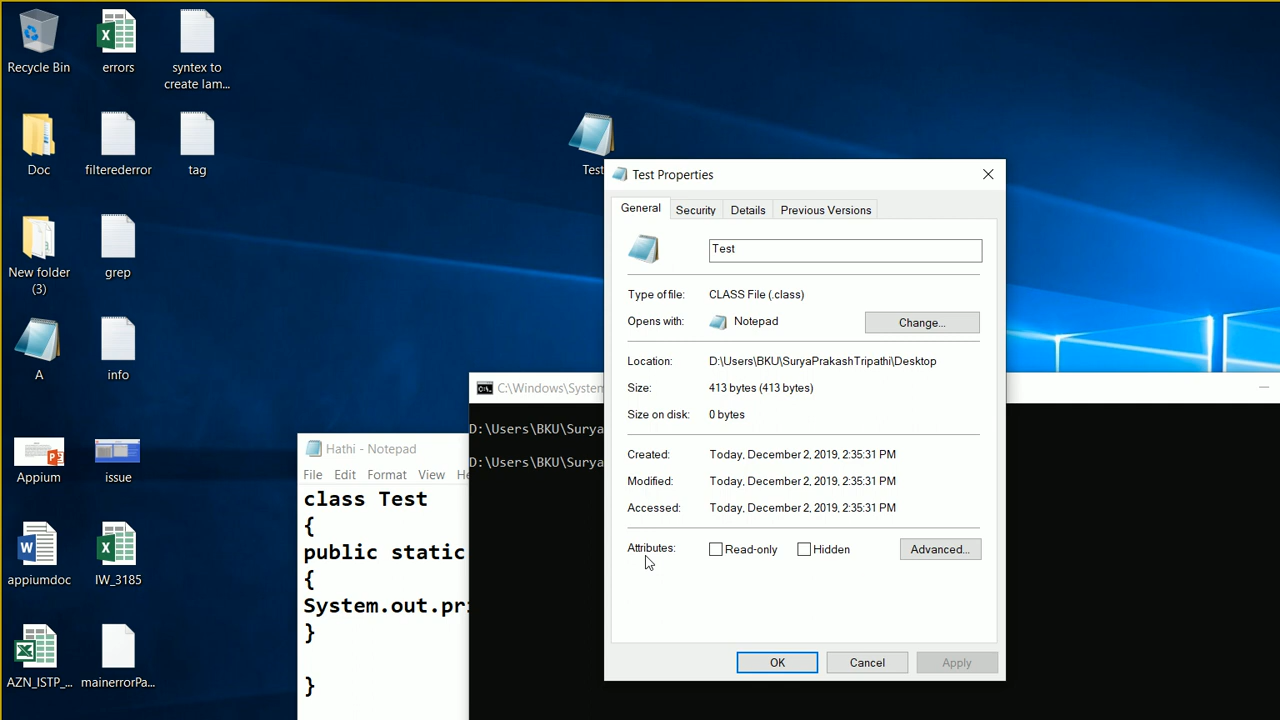 Recycle Bin
errors
syntex to
create lam...
Doc
filterederror
tag
New folder
(3)
grep
A
info
Appium
issue
appiumdoc
IW_3185
AZN_ISTP_...
mainerrorPa...
Test
Test Properties
General
Security
Details
Previous Versions
Test
Type of file: CLASS File (.class)
Opens with: Notepad
Change...
Location: D:\Users\BKU\SuryaPrakashTripathi\Desktop
Size: 413 bytes (413 bytes)
Size on disk: 0 bytes
Created: Today, December 2, 2019, 2:35:31 PM
Modified: Today, December 2, 2019, 2:35:31 PM
Accessed: Today, December 2, 2019, 2:35:31 PM
Attributes: Read-only Hidden
Advanced...
OK
Cancel
Apply
C:\Windows\System
D:\Users\BKU\Surya
D:\Users\BKU\Surya
Hathi - Notepad
File Edit Format View He
class Test
{
public static
{
System.out.pri
}
}